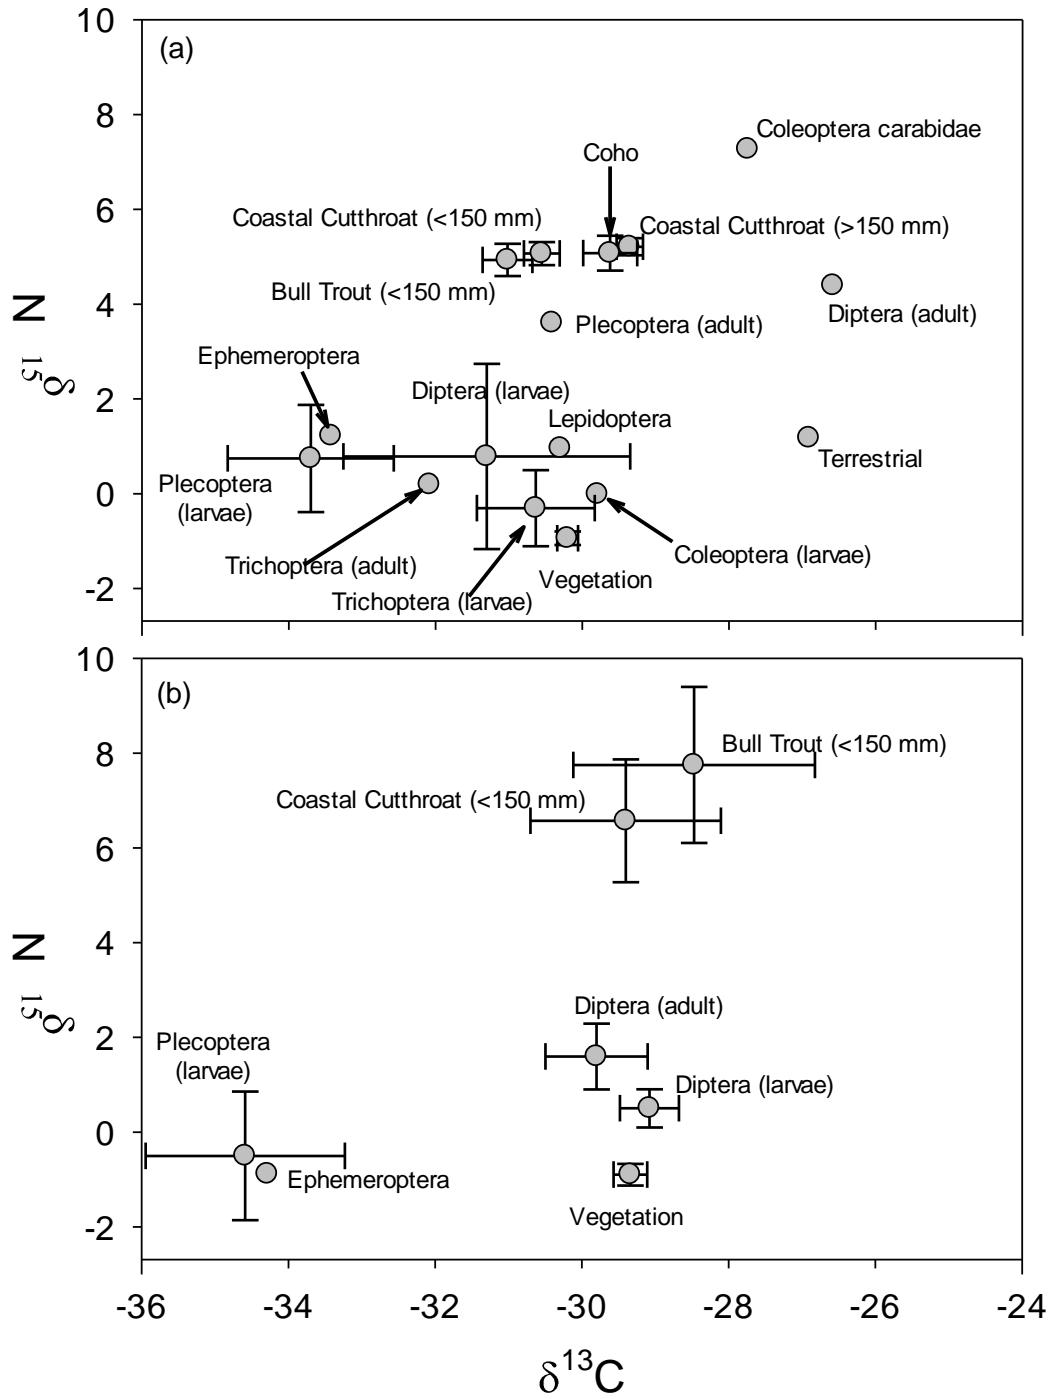 10
(a)
8
Coleoptera carabidae
Coho
6
Coastal Cutthroat (<150 mm)
Coastal Cutthroat (>150 mm)
Bull Trout (<150 mm)
4
Diptera (adult)
Plecoptera (adult)
N
15δ
Ephemeroptera
2
Diptera (larvae)
Lepidoptera
Terrestrial
Plecoptera
(larvae)
0
Coleoptera (larvae)
Trichoptera (adult)
Vegetation
-2
Trichoptera (larvae)
10
(b)
8
Bull Trout (<150 mm)
Coastal Cutthroat (<150 mm)
6
4
N
15δ
Diptera (adult)
2
Plecoptera
(larvae)
Diptera (larvae)
0
Ephemeroptera
Vegetation
-2
-36 -34 -32 -30 -28 -26 -24
δ13C